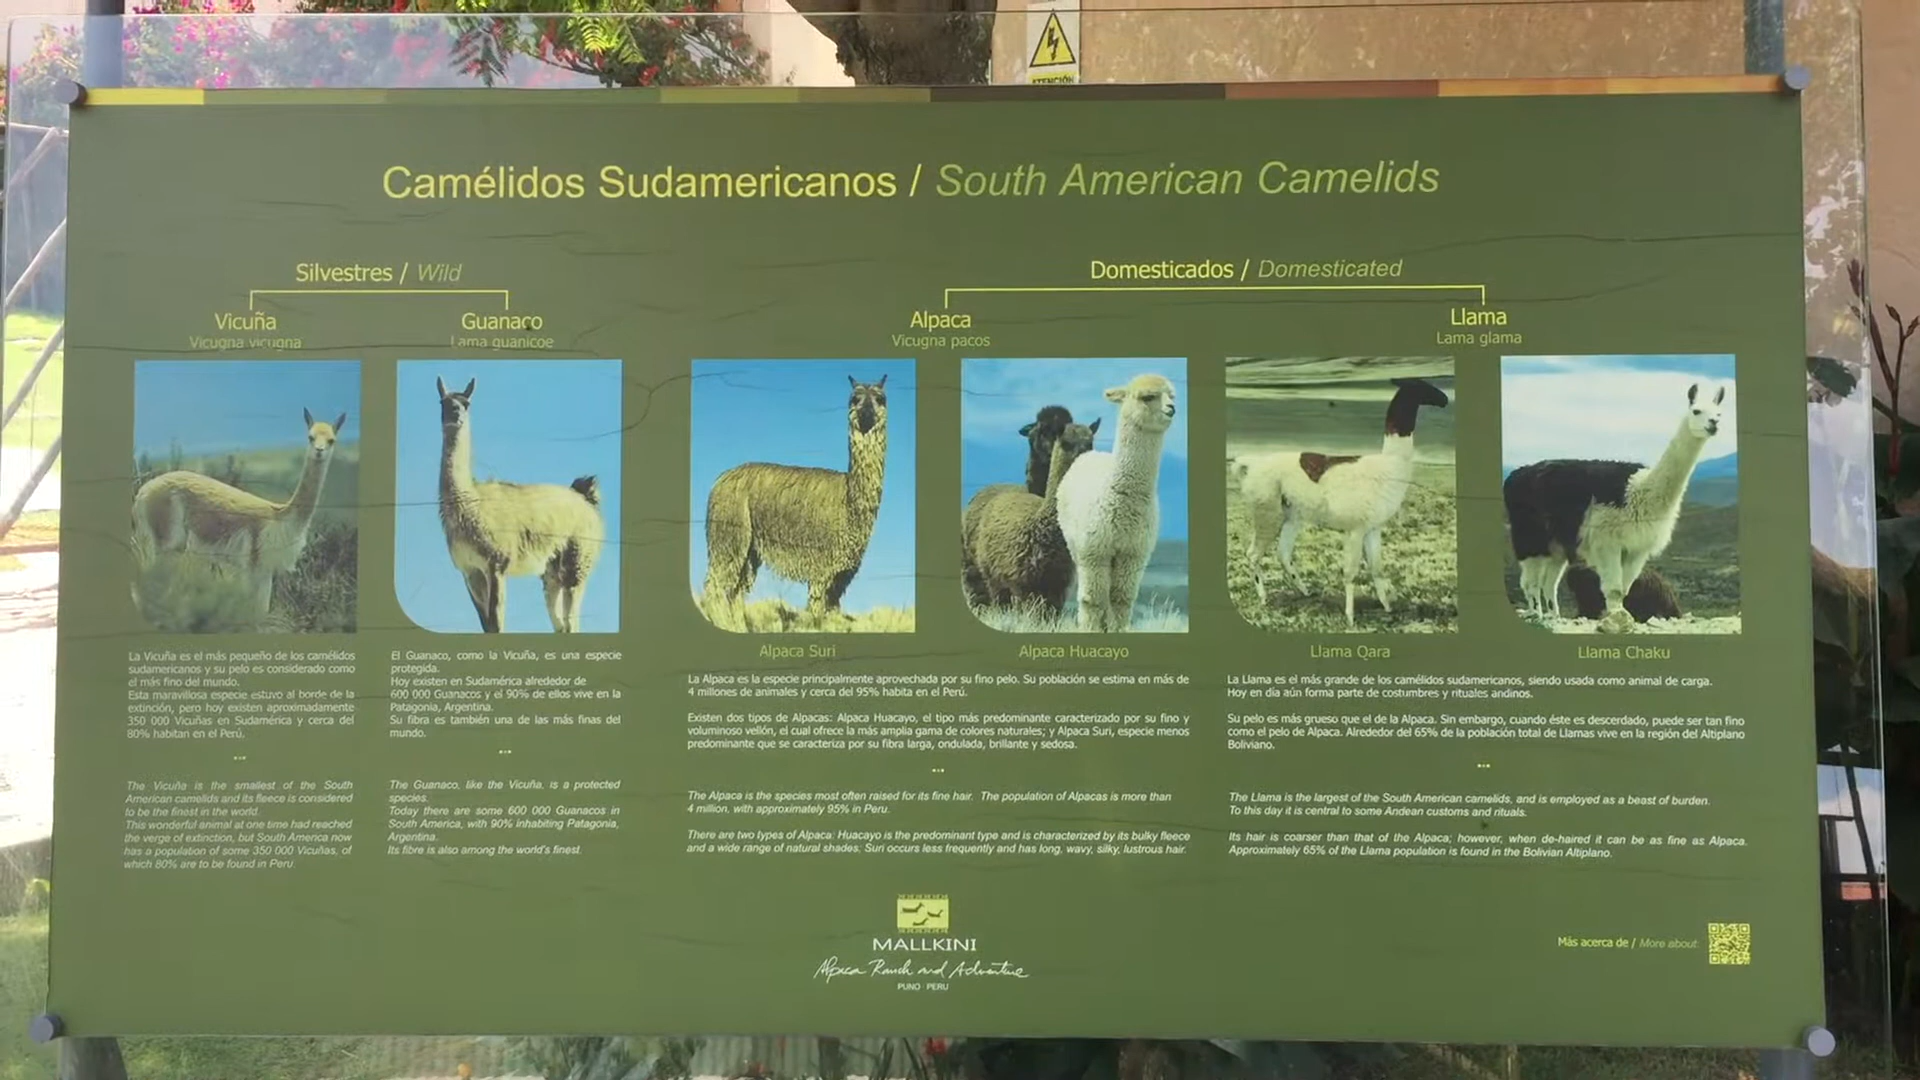 ATENCIÓN
Camélidos Sudamericanos / South American Camelids
Silvestres / Wild
Domesticados / Domesticated
Vicuña
Vicugna vicugna
Guanaco
Lama guanicoe
Alpaca
Vicugna pacos
Llama
Lama glama
Alpaca Suri
Alpaca Huacayo
Llama Qara
Llama Chaku
La Vicuña es el más pequeño de los camélidos
sudamericanos y su pelo es considerado como
el más fino del mundo.
Esta maravillosa especie estuvo al borde de la
extinción, pero hoy existen aproximadamente
350 000 Vicuñas en Sudamérica y cerca del
80% habitan en el Perú.
The Vicuña is the smallest of the South
American camelids and its fleece is considered
to be the finest in the world.
This wonderful animal at one time had reached
the verge of extinction, but South America now
has a population of some 350 000 Vicuñas, of
which 80% are to be found in Peru.
El Guanaco, como la Vicuña, es una especie
protegida.
Hoy existen en Sudamérica alrededor de
600 000 Guanacos y el 90% de ellos vive en la
Patagonia, Argentina.
Su fibra es también una de las más finas del
mundo.
The Guanaco, like the Vicuña, is a protected
species.
Today there are some 600 000 Guanacos in
South America, with 90% inhabiting Patagonia,
Argentina.
Its fibre is also among the world's finest.
La Alpaca es la especie principalmente aprovechada por su fino pelo. Su población se estima en más de
4 millones de animales y cerca del 95% habita en el Perú.
Existen dos tipos de Alpacas: Alpaca Huacayo, el tipo más predominante caracterizado por su fino y
voluminoso vellón, el cual ofrece la más amplia gama de colores naturales; y Alpaca Suri, especie menos
predominante que se caracteriza por su fibra larga, ondulada, brillante y sedosa.
The Alpaca is the species most often raised for its fine hair. The population of Alpacas is more than
4 million, with approximately 95% in Peru.
There are two types of Alpaca: Huacayo is the predominant type and is characterized by its bulky fleece
and a wide range of natural shades; Suri occurs less frequently and has long, wavy, silky, lustrous hair.
La Llama es el más grande de los camélidos sudamericanos, siendo usada como animal de carga.
Hoy en día aún forma parte de costumbres y rituales andinos.
Su pelo es más grueso que el de la Alpaca. Sin embargo, cuando éste es descerdado, puede ser tan fino
como el pelo de Alpaca. Alrededor del 65% de la población total de Llamas vive en la región del Altiplano
Boliviano.
The Llama is the largest of the South American camelids, and is employed as a beast of burden.
To this day it is central to some Andean customs and rituals.
Its hair is coarser than that of the Alpaca; however, when de-haired it can be as fine as Alpaca.
Approximately 65% of the Llama population is found in the Bolivian Altiplano.
MALLKINI
Alpaca Ranch and Adventure
PUNO PERU
Más acerca de / More about: